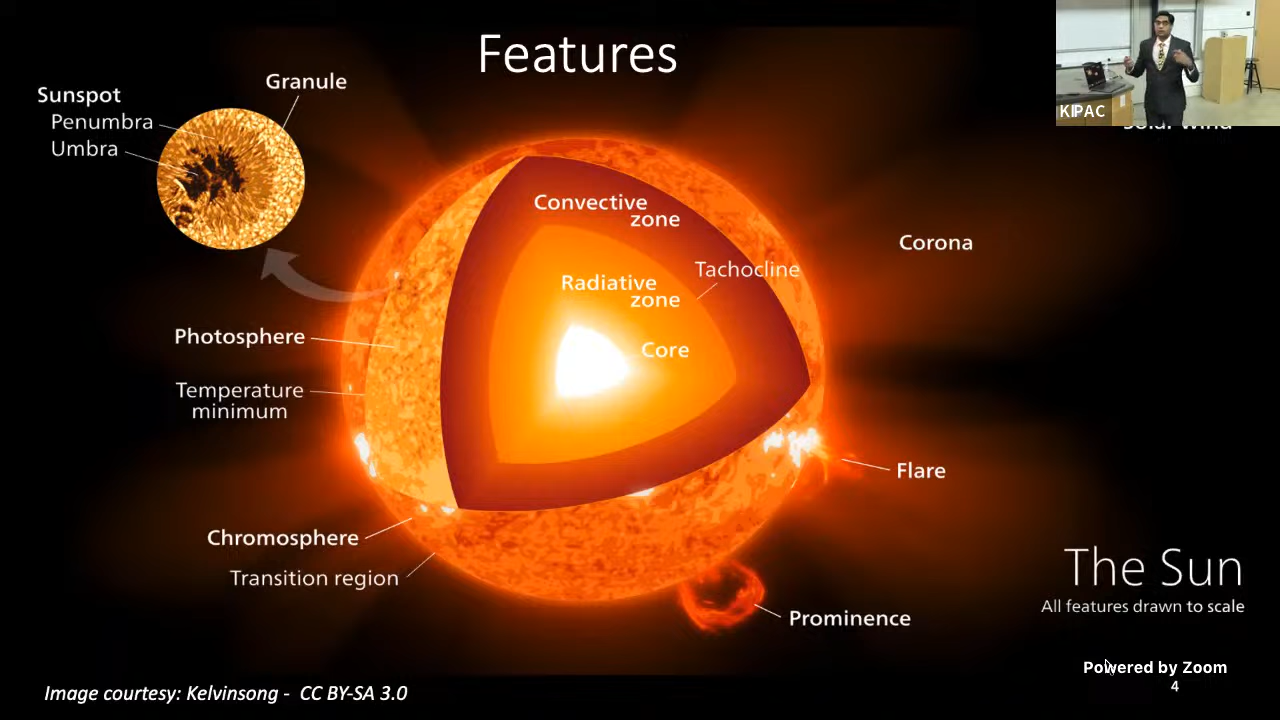 Features
KIPAC
Solar wind
Granule
Sunspot
Penumbra
Umbra
Convective
zone
Corona
Tachocline
Radiative
zone
Photosphere
Core
Temperature
minimum
Flare
Chromosphere
The Sun
Transition region
All features drawn to scale
Prominence
Powered by Zoom
4
Image courtesy: Kelvinsong - CC BY-SA 3.0